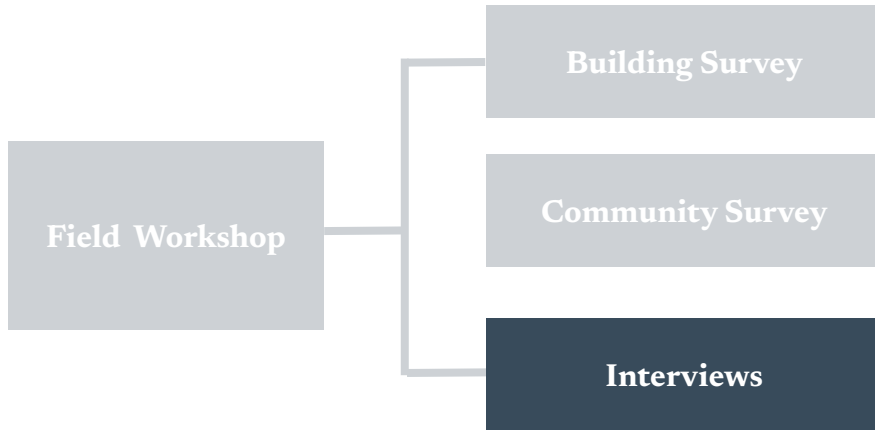 Building Survey
Field Workshop
Community Survey
Interviews